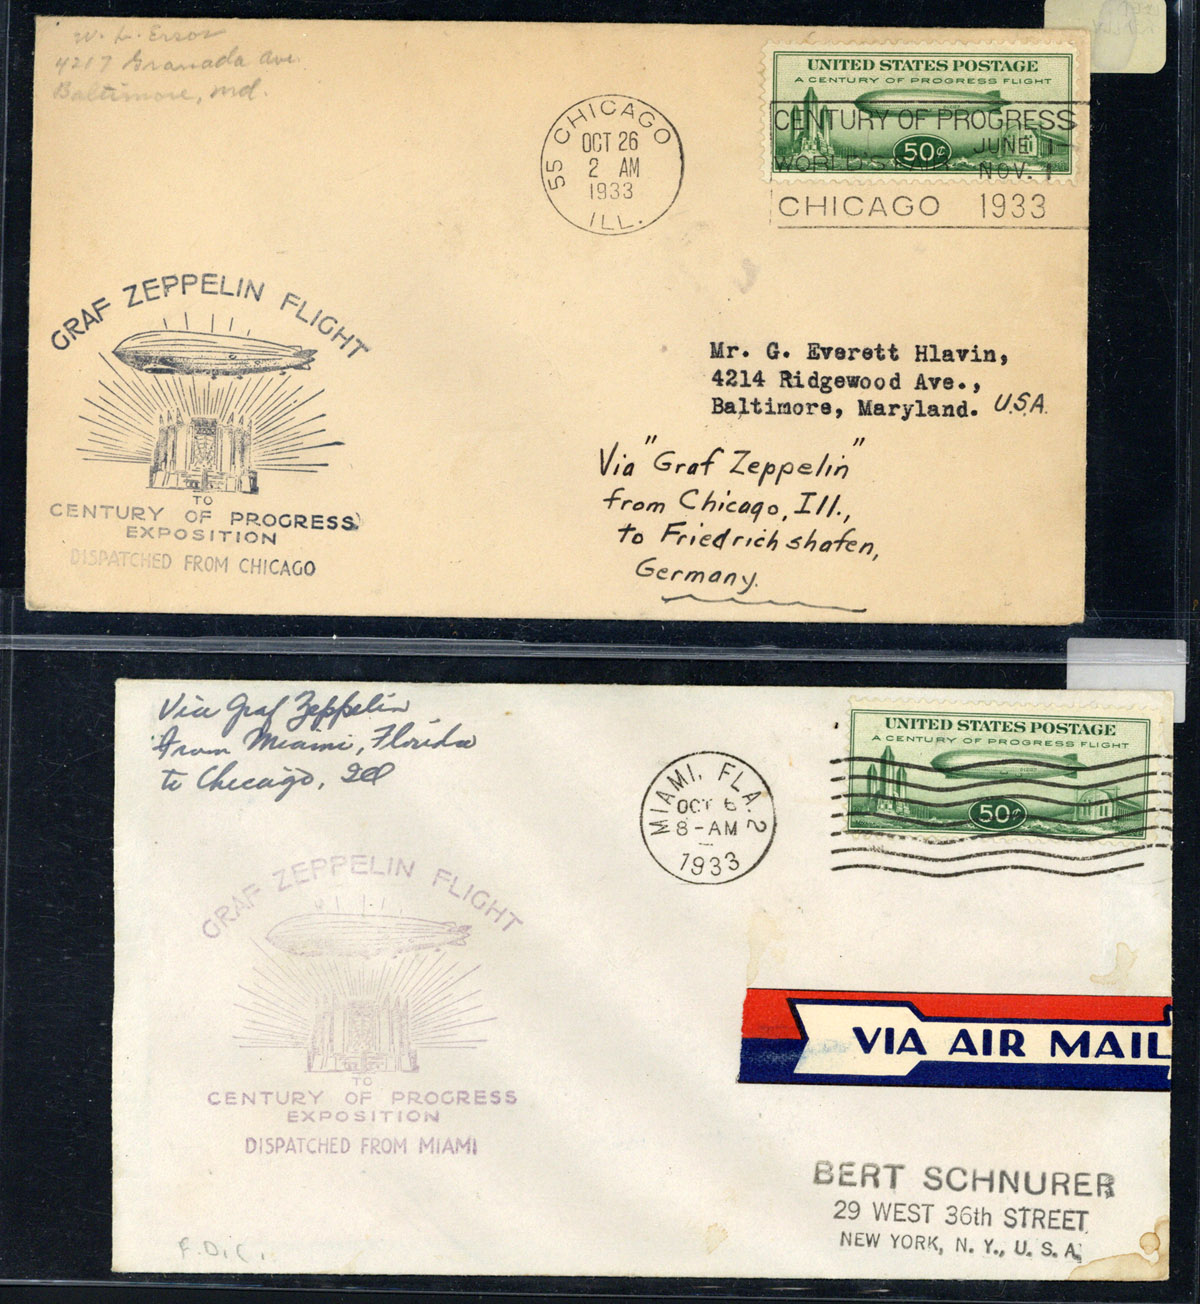 W. L. Ersor
4217 Granada Ave.
Baltimore, Md.
55 CHICAGO
OCT 26
2 AM
1933
ILL.
UNITED STATES POSTAGE
A CENTURY OF PROGRESS FLIGHT
50¢
CENTURY OF PROGRESS
WORLD'S FAIR
JUNE 1-
NOV. 1
CHICAGO 1933
GRAF ZEPPELIN FLIGHT
TO
CENTURY OF PROGRESS
EXPOSITION
DISPATCHED FROM CHICAGO
Mr. G. Everett Hlavin,
4214 Ridgewood Ave.,
Baltimore, Maryland. U.S.A.
Via "Graf Zeppelin"
from Chicago, Ill.,
to Friedrichshafen,
Germany.
Via Graf Zeppelin
from Miami, Florida
to Chicago, Ill
MIAMI, FLA. 2
OCT 6
8-AM
1933
UNITED STATES POSTAGE
A CENTURY OF PROGRESS FLIGHT
50¢
GRAF ZEPPELIN FLIGHT
TO
CENTURY OF PROGRESS
EXPOSITION
DISPATCHED FROM MIAMI
VIA AIR MAIL
BERT SCHNURER
29 WEST 36th STREET
NEW YORK, N. Y., U. S. A.
F.D.C.